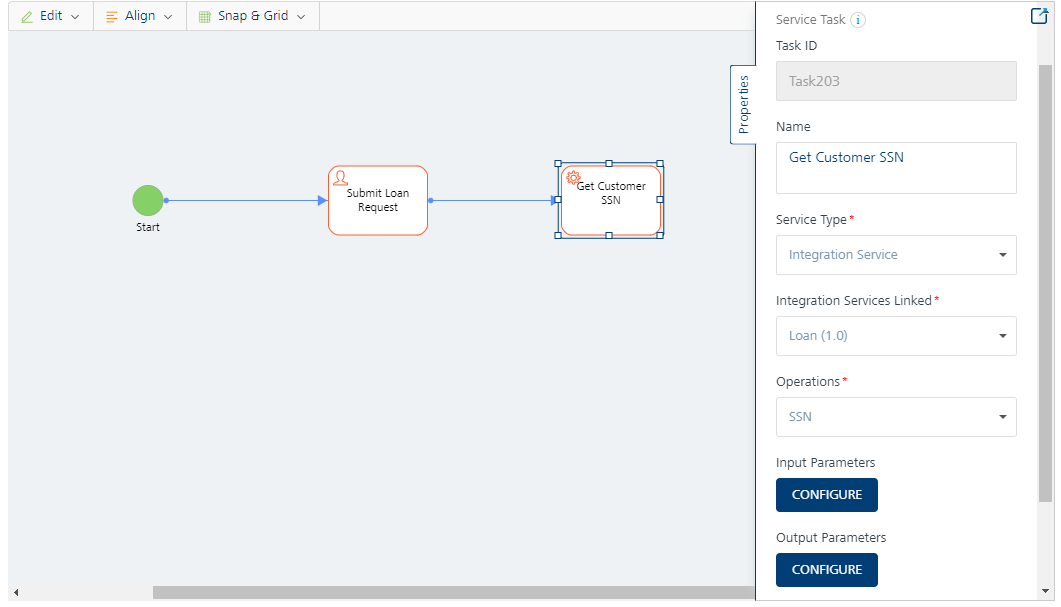 Edit
Align
Snap & Grid
Start
Submit Loan
Request
Get Customer
SSN
Properties
Service Task
Task ID
Task203
Name
Get Customer SSN
Service Type*
Integration Service
Integration Services Linked*
Loan (1.0)
Operations*
SSN
Input Parameters
CONFIGURE
Output Parameters
CONFIGURE